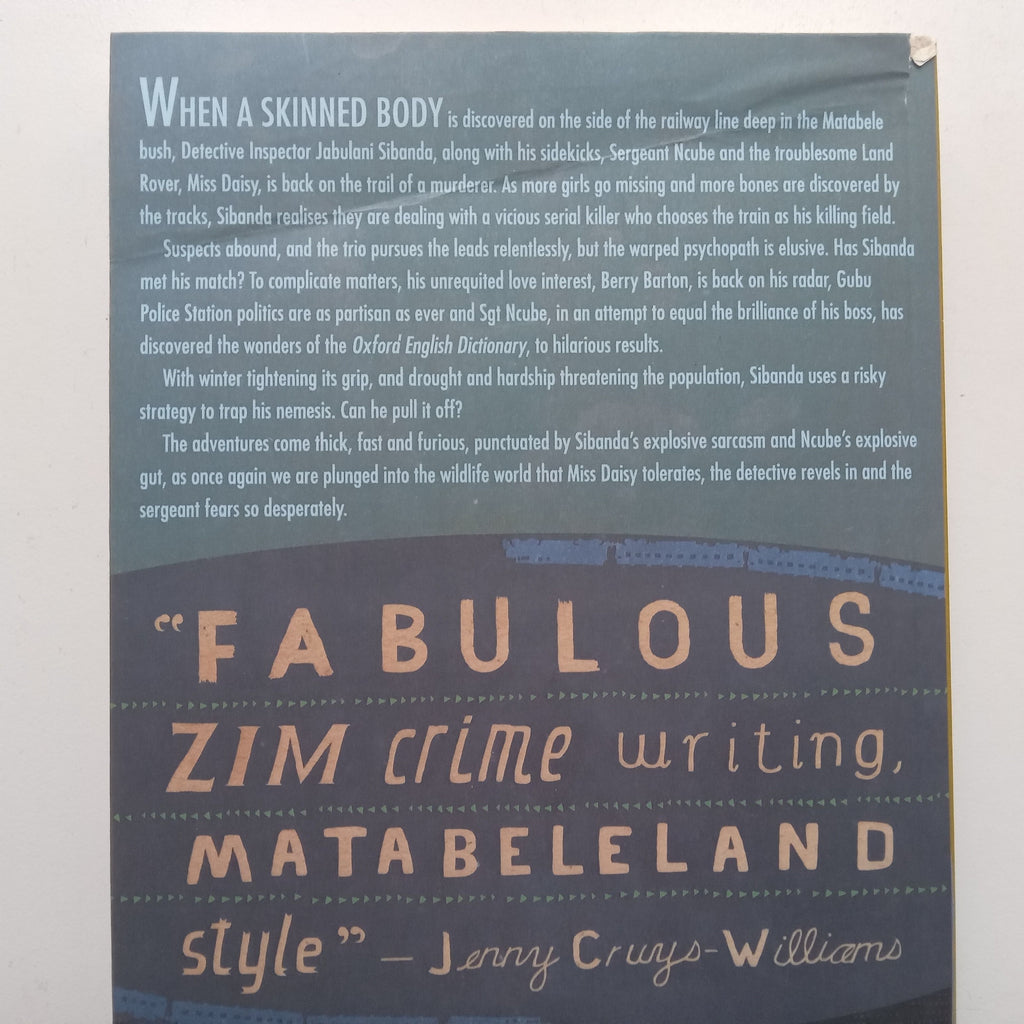 WHEN A SKINNED BODY is discovered on the side of the railway line deep in the Matabele
bush, Detective Inspector Jabulani Sibanda, along with his sidekicks, Sergeant Ncube and the troublesome Land
Rover, Miss Daisy, is back on the trail of a murderer. As more girls go missing and more bones are discovered by
the tracks, Sibanda realises they are dealing with a vicious serial killer who chooses the train as his killing field.
Suspects abound, and the trio pursues the leads relentlessly, but the warped psychopath is elusive. Has Sibanda
met his match? To complicate matters, his unrequited love interest, Berry Barton, is back on his radar, Gubu
Police Station politics are as partisan as ever and Sgt Ncube, in an attempt to equal the brilliance of his boss, has
discovered the wonders of the Oxford English Dictionary, to hilarious results.
With winter tightening its grip, and drought and hardship threatening the population, Sibanda uses a risky
strategy to trap his nemesis. Can he pull it off?
The adventures come thick, fast and furious, punctuated by Sibanda's explosive sarcasm and Ncube's explosive
gut, as once again we are plunged into the wildlife world that Miss Daisy tolerates, the detective revels in and the
sergeant fears so desperately.
“FABULOUS
ZIM crime writing,
MATABELELAND
style” – Jenny Cruys-Williams